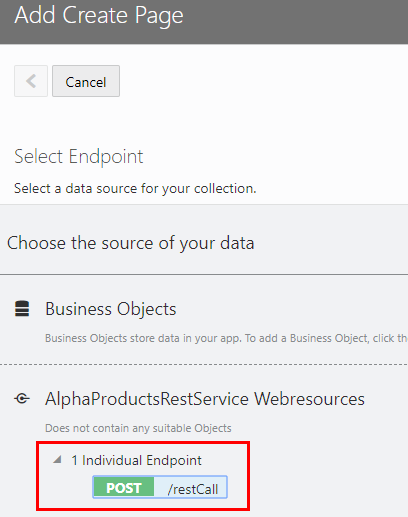 Add Create Page
Cancel
Select Endpoint
Select a data source for your collection.
Choose the source of your data
Business Objects
Business Objects store data in your app. To add a Business Object, click the
AlphaProductsRestService Webresources
Does not contain any suitable Objects
1 Individual Endpoint
POST /restCall